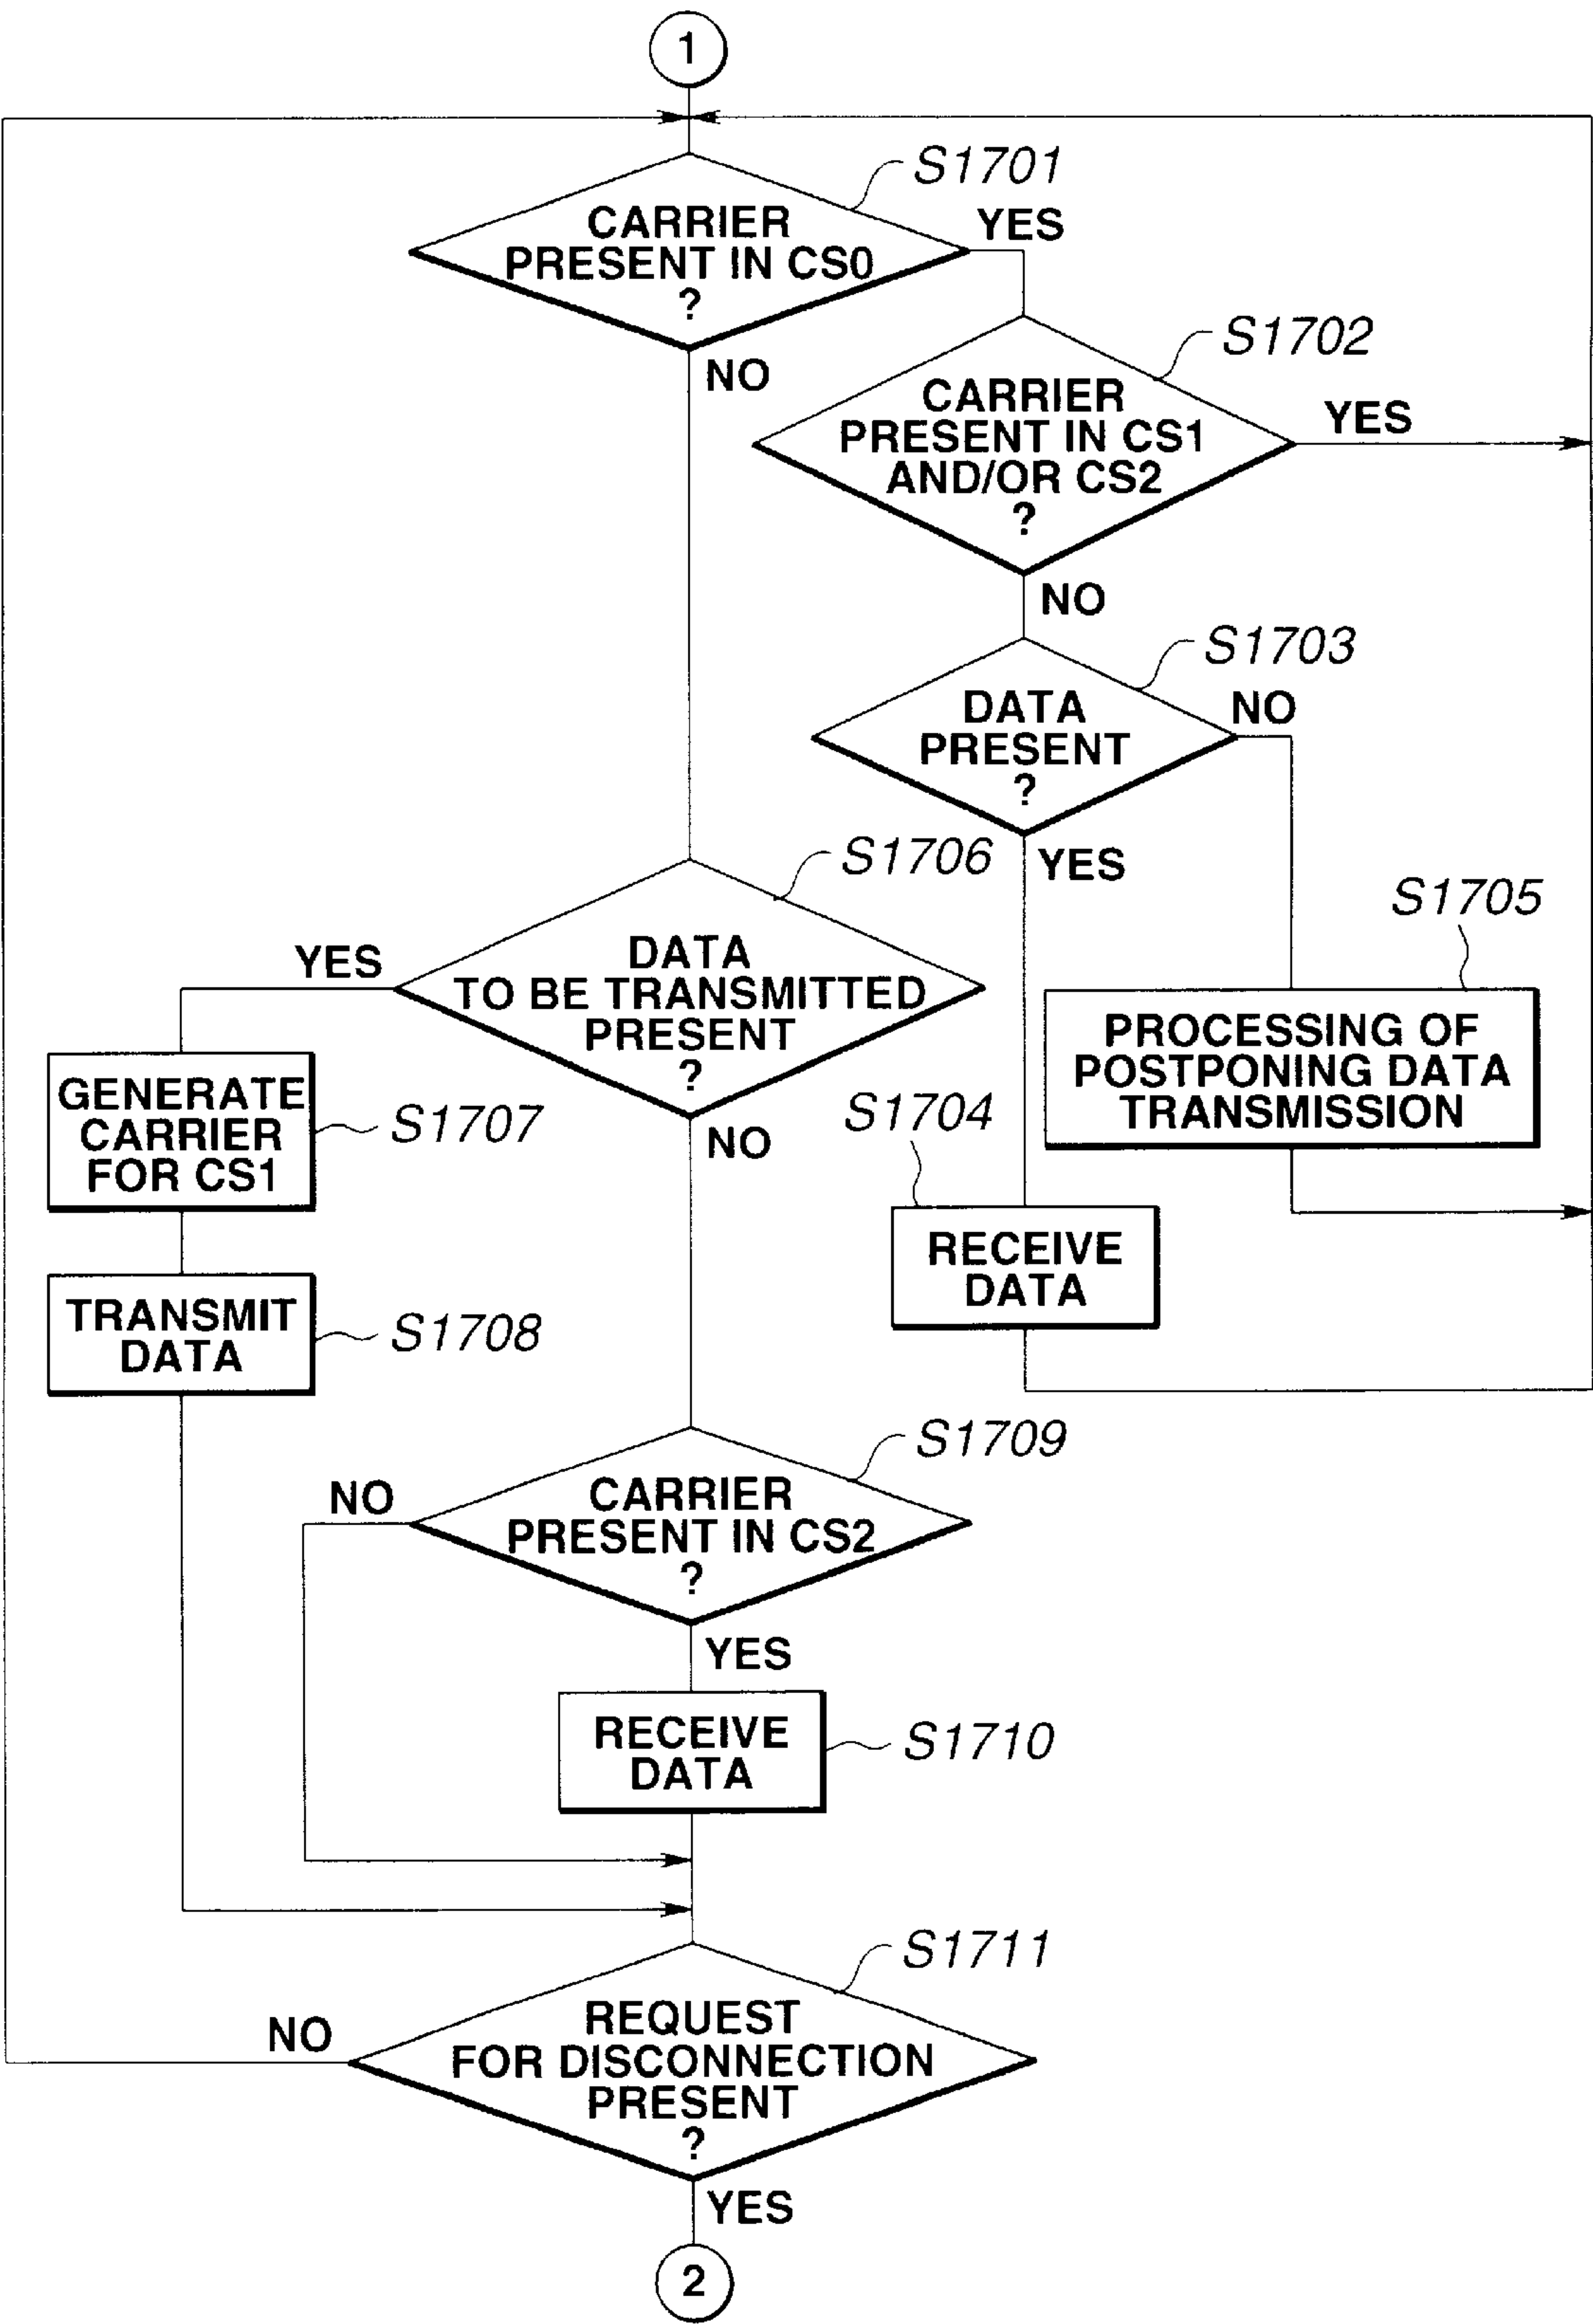 1
S1701
CARRIER
PRESENT IN CS0
?
YES
NO
S1702
CARRIER
PRESENT IN CS1
AND/OR CS2
?
YES
NO
S1703
DATA
PRESENT
?
NO
YES
S1706
DATA
TO BE TRANSMITTED
PRESENT
?
YES
NO
S1705
PROCESSING OF
POSTPONING DATA
TRANSMISSION
GENERATE
CARRIER
FOR CS1
S1707
S1704
RECEIVE
DATA
TRANSMIT
DATA
S1708
S1709
CARRIER
PRESENT IN CS2
?
NO
YES
RECEIVE
DATA
S1710
S1711
REQUEST
FOR DISCONNECTION
PRESENT
?
NO
YES
2